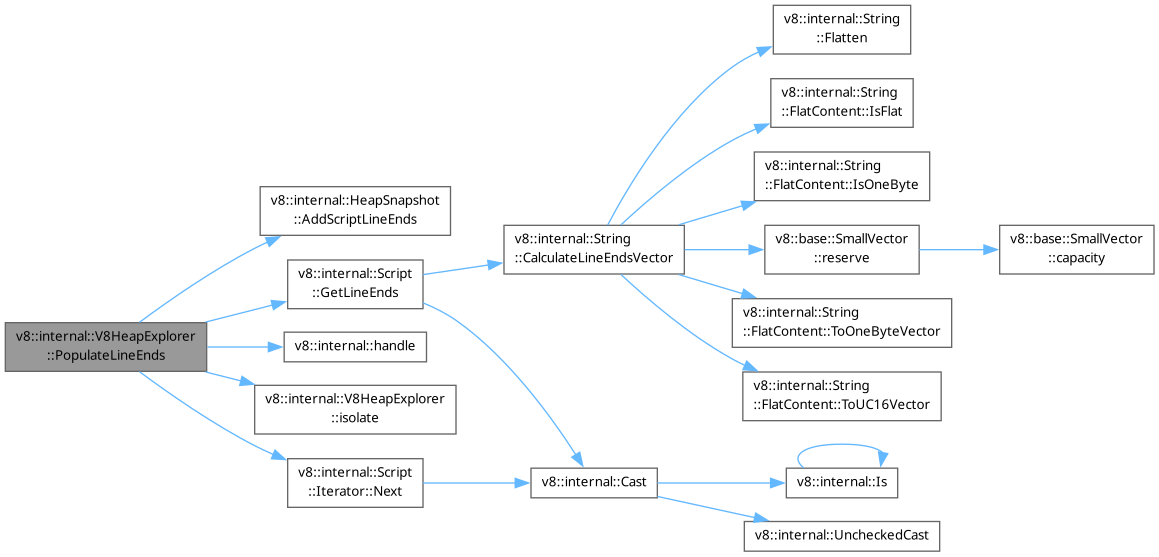 v8::internal::V8HeapExplorer
::PopulateLineEnds
v8::internal::HeapSnapshot
::AddScriptLineEnds
v8::internal::Script
::GetLineEnds
v8::internal::handle
v8::internal::V8HeapExplorer
::isolate
v8::internal::Script
::Iterator::Next
v8::internal::String
::CalculateLineEndsVector
v8::internal::Cast
v8::internal::String
::Flatten
v8::internal::String
::FlatContent::IsFlat
v8::internal::String
::FlatContent::IsOneByte
v8::base::SmallVector
::reserve
v8::internal::String
::FlatContent::ToOneByteVector
v8::internal::String
::FlatContent::ToUC16Vector
v8::internal::Is
v8::internal::UncheckedCast
v8::base::SmallVector
::capacity